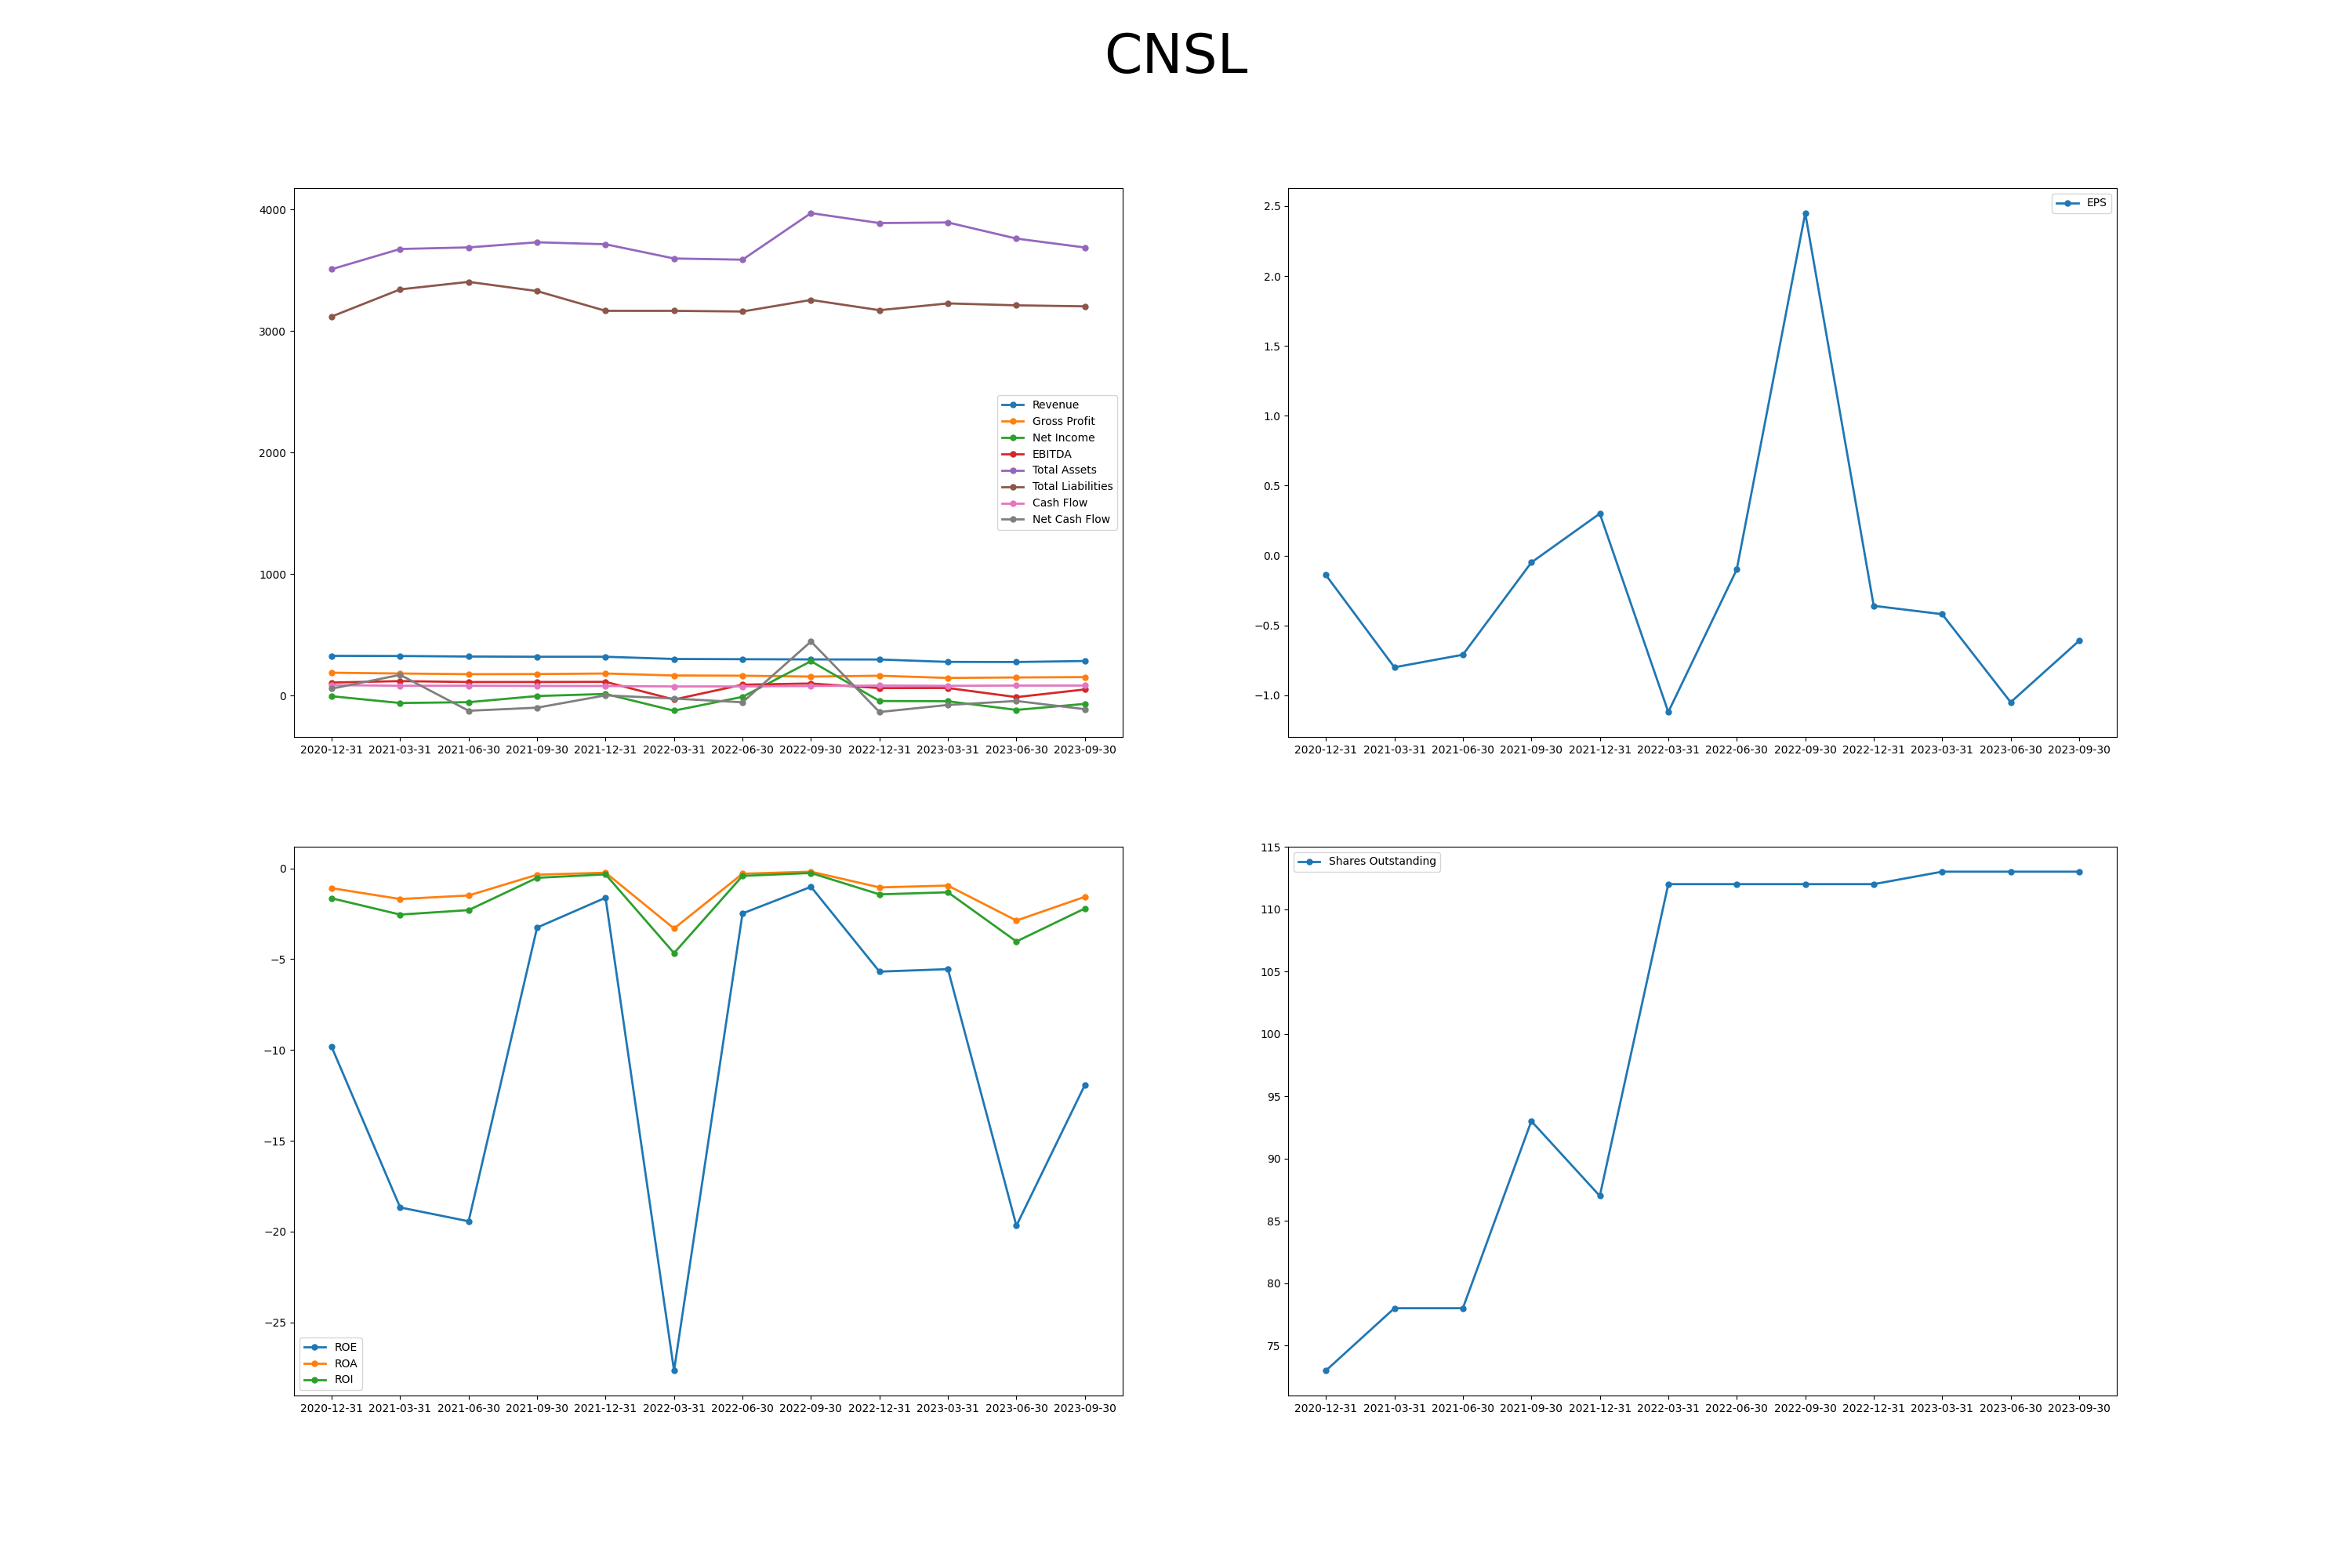 CNSL
4000
3000
2000
1000
0
Revenue
Gross Profit
Net Income
EBITDA
Total Assets
Total Liabilities
Cash Flow
Net Cash Flow
2020-12-31 2021-03-31 2021-06-30 2021-09-30 2021-12-31 2022-03-31 2022-06-30 2022-09-30 2022-12-31 2023-03-31 2023-06-30 2023-09-30
EPS
2.5
2.0
1.5
1.0
0.5
0.0
−0.5
−1.0
2020-12-31 2021-03-31 2021-06-30 2021-09-30 2021-12-31 2022-03-31 2022-06-30 2022-09-30 2022-12-31 2023-03-31 2023-06-30 2023-09-30
0
−5
−10
−15
−20
−25
ROE
ROA
ROI
2020-12-31 2021-03-31 2021-06-30 2021-09-30 2021-12-31 2022-03-31 2022-06-30 2022-09-30 2022-12-31 2023-03-31 2023-06-30 2023-09-30
115
Shares Outstanding
110
105
100
95
90
85
80
75
2020-12-31 2021-03-31 2021-06-30 2021-09-30 2021-12-31 2022-03-31 2022-06-30 2022-09-30 2022-12-31 2023-03-31 2023-06-30 2023-09-30